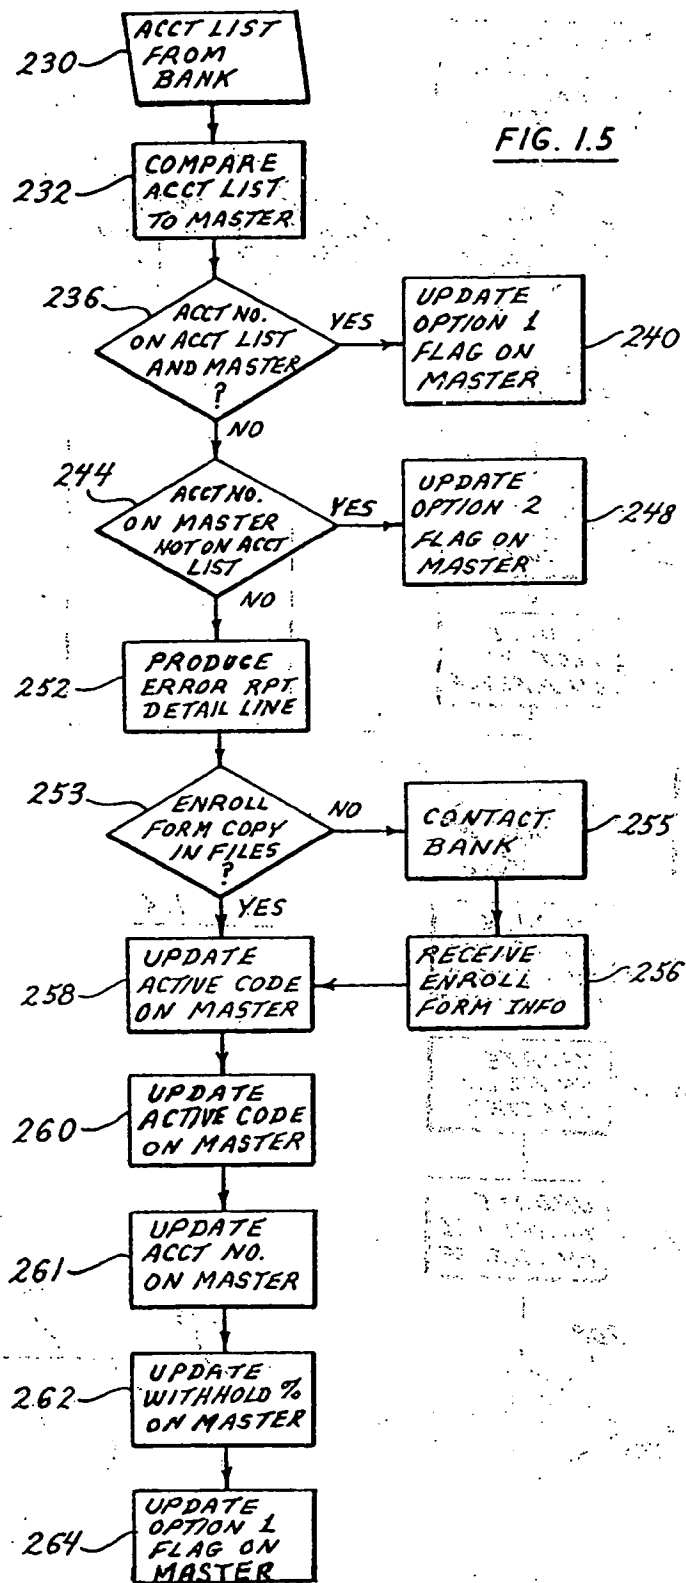 ACCT LIST
FROM
BANK
230
FIG. 1.5
COMPARE
ACCT LIST
TO MASTER
232
236
ACCT NO.
ON ACCT LIST
AND MASTER
?
YES
UPDATE
OPTION 1
FLAG ON
MASTER
240
NO
244
ACCT NO.
ON MASTER
NOT ON ACCT
LIST
YES
UPDATE
OPTION 2
FLAG ON
MASTER
248
NO
252
PRODUCE
ERROR RPT
DETAIL LINE
253
ENROLL
FORM COPY
IN FILES
?
NO
CONTACT
BANK
255
YES
258
UPDATE
ACTIVE CODE
ON MASTER
RECEIVE
ENROLL
FORM INFO
256
260
UPDATE
ACTIVE CODE
ON MASTER
261
UPDATE
ACCT NO.
ON MASTER
262
UPDATE
WITHHOLD %
ON MASTER
264
UPDATE
OPTION 1
FLAG ON
MASTER